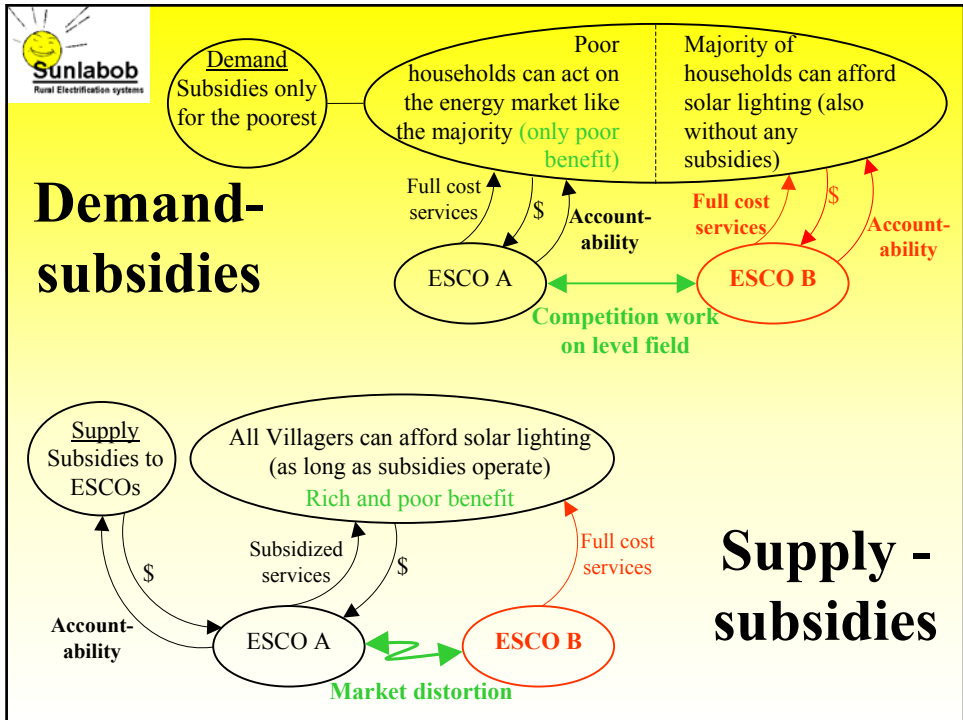 Sunlabob
Rural Electrification systems
Demand
Subsidies only
for the poorest
Poor
households can act on
the energy market like
the majority (only poor
benefit)
Majority of
households can afford
solar lighting (also
without any
subsidies)
Demand-
subsidies
Full cost
services
$
Account-
ability
Full cost
services
$
Account-
ability
ESCO A
ESCO B
Competition work
on level field
Supply
Subsidies to
ESCOs
All Villagers can afford solar lighting
(as long as subsidies operate)
Rich and poor benefit
$
Account-
ability
Subsidized
services
$
Full cost
services
ESCO A
ESCO B
Market distortion
Supply -
subsidies